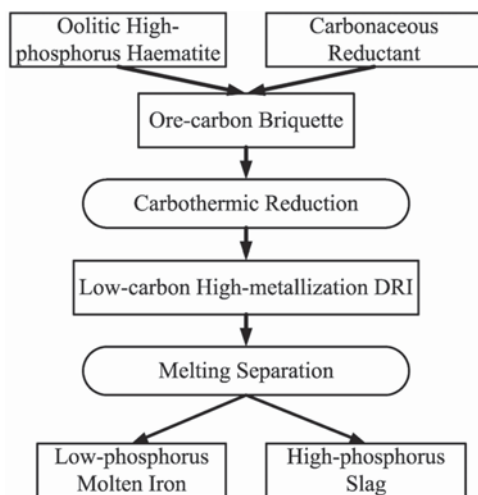 Oolitic High-
phosphorus Haematite
Carbonaceous
Reductant
Ore-carbon Briquette
Carbothermic Reduction
Low-carbon High-metallization DRI
Melting Separation
Low-phosphorus
Molten Iron
High-phosphorus
Slag